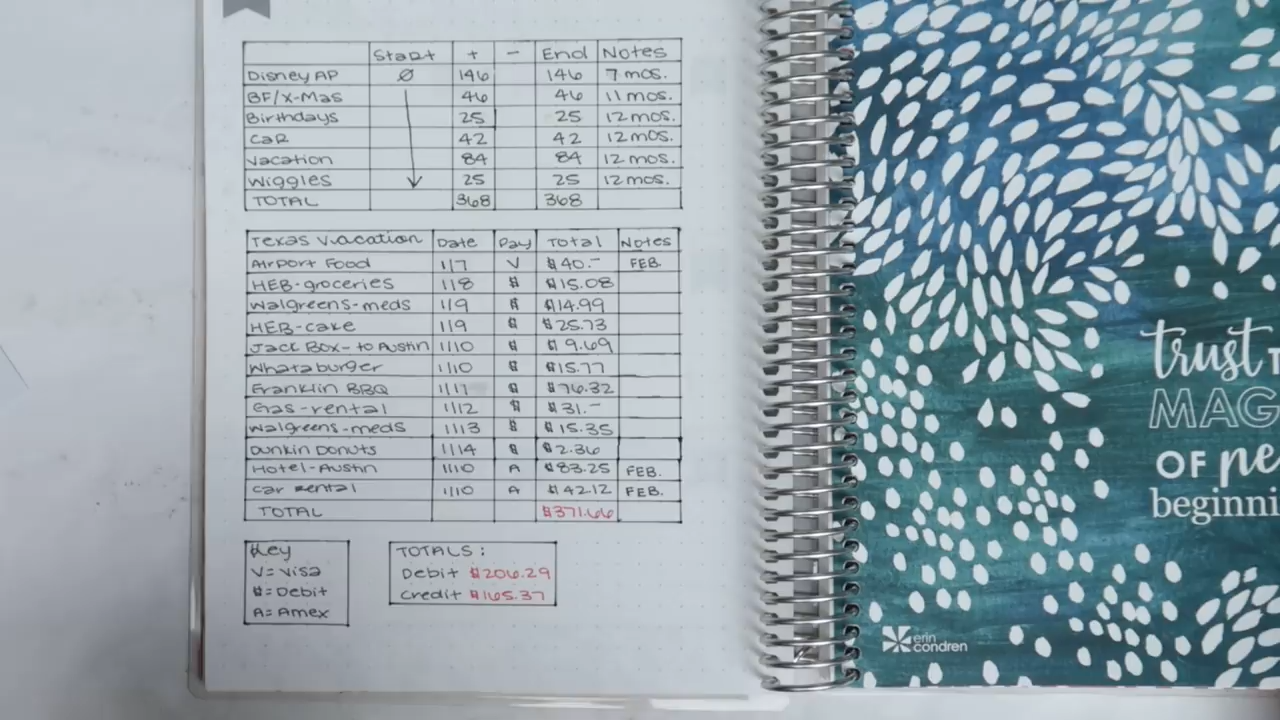 Start + - End Notes
Disney AP Ø 146 146 7 mos.
BF/X-Mas 46 46 11 mos.
Birthdays 25 25 12 mos.
Car 42 42 12 mos.
Vacation 84 84 12 mos.
Wiggles 25 25 12 mos.
TOTAL 368 368
Texas Vacation Date Pay Total Notes
Airport Food 1/7 V $40.- FEB.
HEB-groceries 1/8 $ $15.08
Walgreens-meds 1/9 $ $14.99
HEB-cake 1/9 $ $25.73
Jack Box-to Austin 1/10 $ $9.69
Whataburger 1/10 $ $15.77
Franklin BBQ 1/11 $ $76.32
Gas-rental 1/12 $ $31.-
Walgreens-meds 1/13 $ $15.35
Dunkin Donuts 1/14 $ $2.36
Hotel-Austin 1/10 A $83.25 FEB.
Car rental 1/10 A $42.12 FEB.
TOTAL $371.66
Key
V=Visa
$=Debit
A=Amex
TOTALS:
Debit $206.29
Credit $165.37
trust T
MAG
OF
beginni
erin
condren